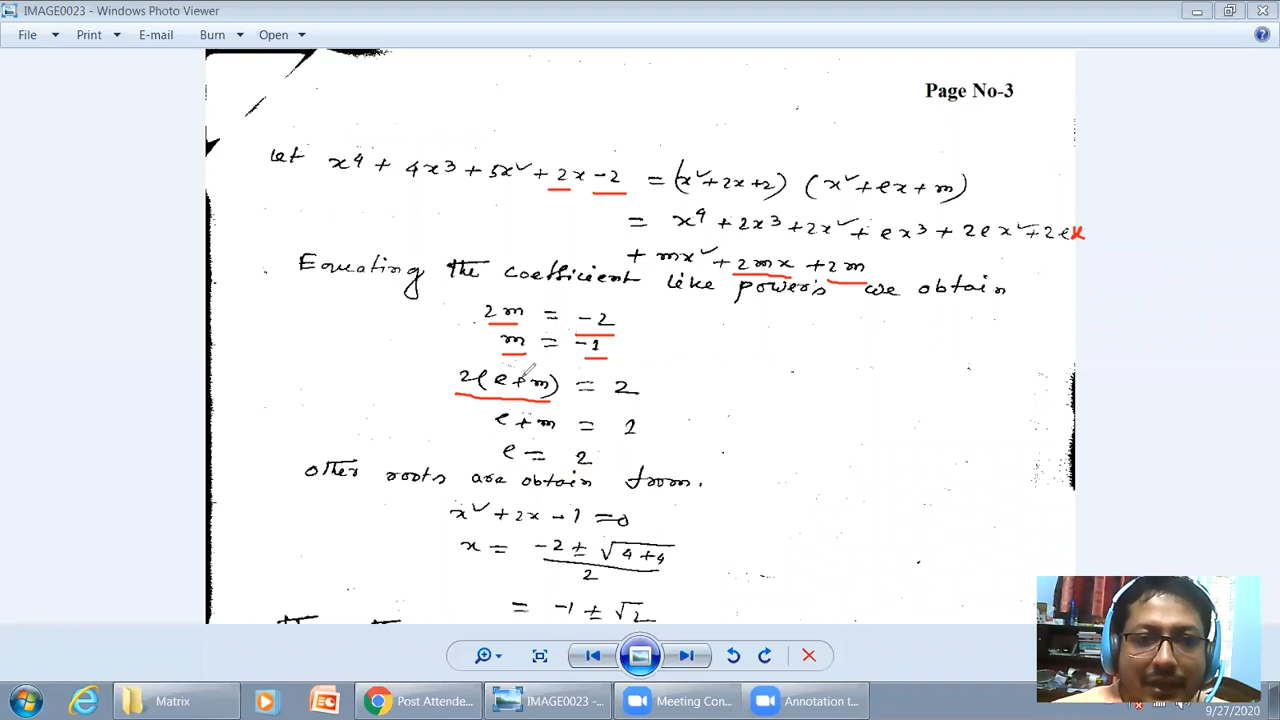 IMAGE0023 - Windows Photo Viewer
File Print E-mail Burn Open
Page No-3
Let x⁴ + 4x³ + 5x² + 2x - 2 = (x² + 2x + 2) (x² + ex + m)
= x⁴ + 2x³ + 2x² + ex³ + 2ex² + 2ex
+ mx² + 2mx + 2m
Equating the coefficient like powers we obtain
2m = -2
m = -1
2(e+m) = 2
e+m = 1
e = 2
other roots are obtain from.
x² + 2x - 1 = 0
x = (-2 ± √(4+4))/2
= -1 ± √2
Matrix
Post Attende...
IMAGE0023 -...
Meeting Con...
Annotation t...
9/27/2020